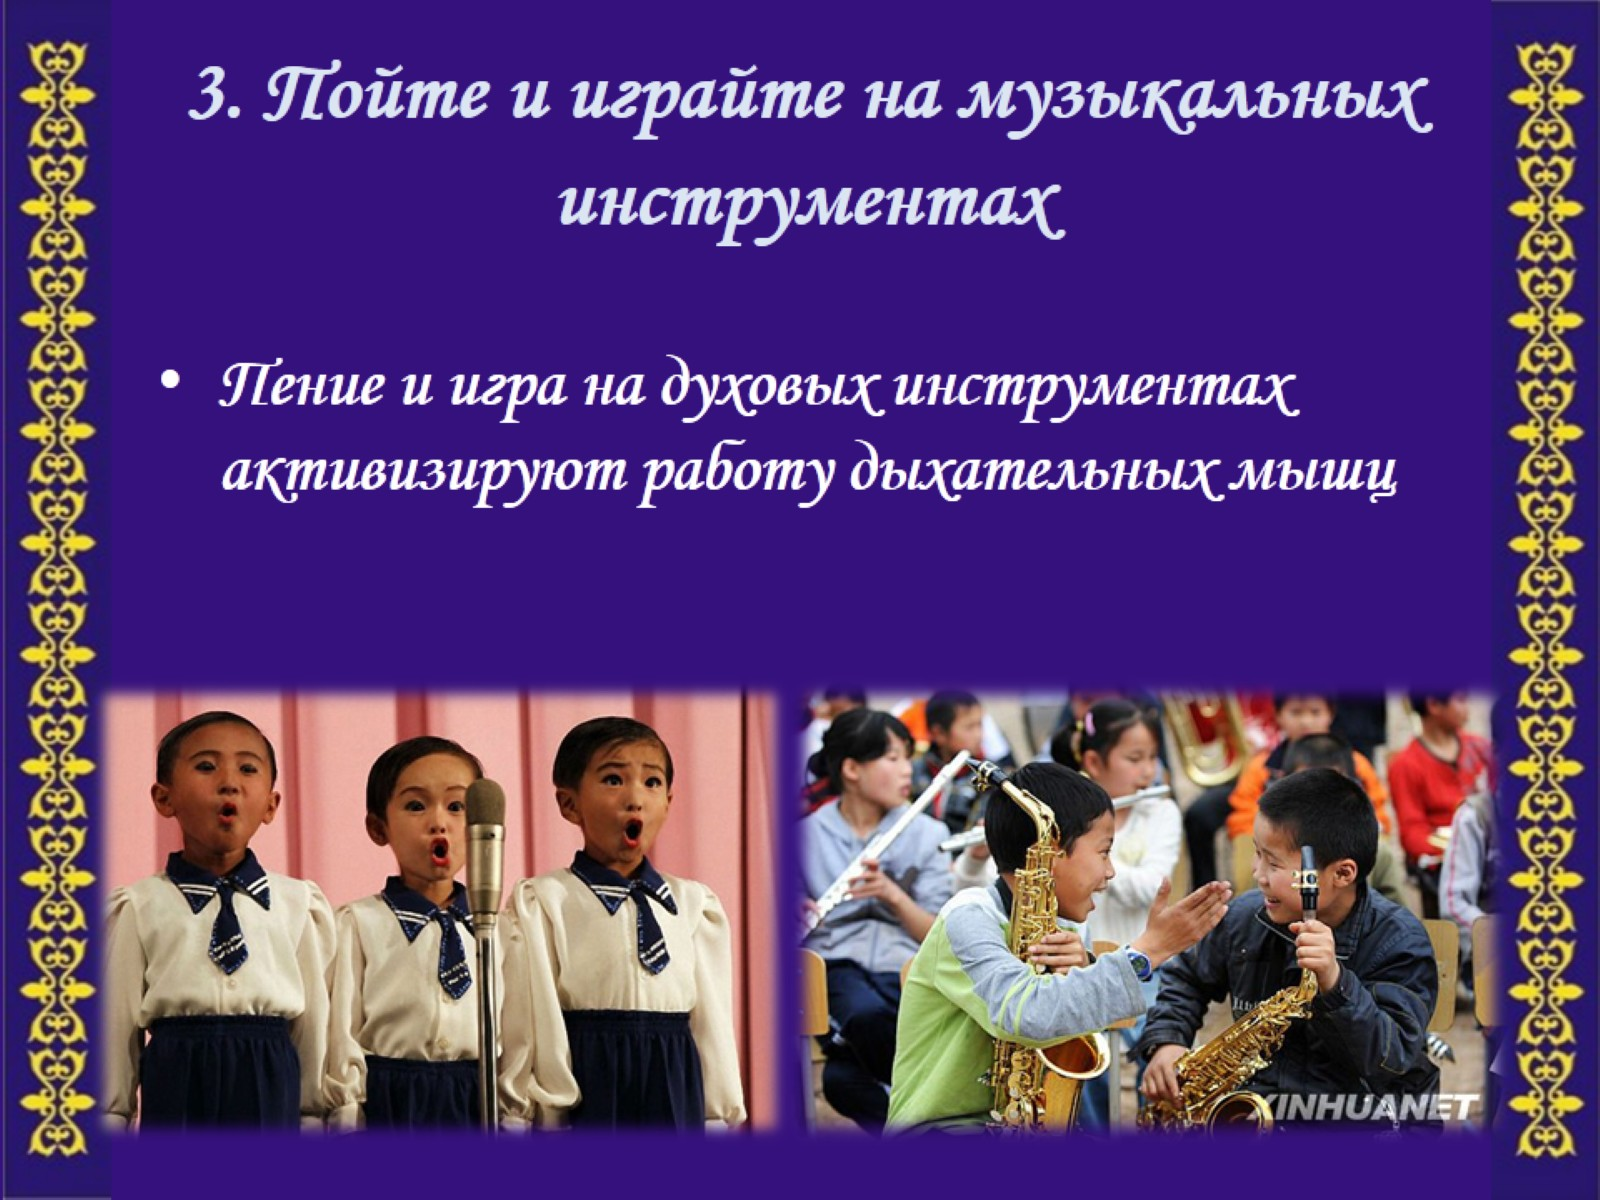 3. Пойте и играйте на музыкальных
инструментах
• Пение и игра на духовых инструментах
активизируют работу дыхательных мышц
XINHUANET